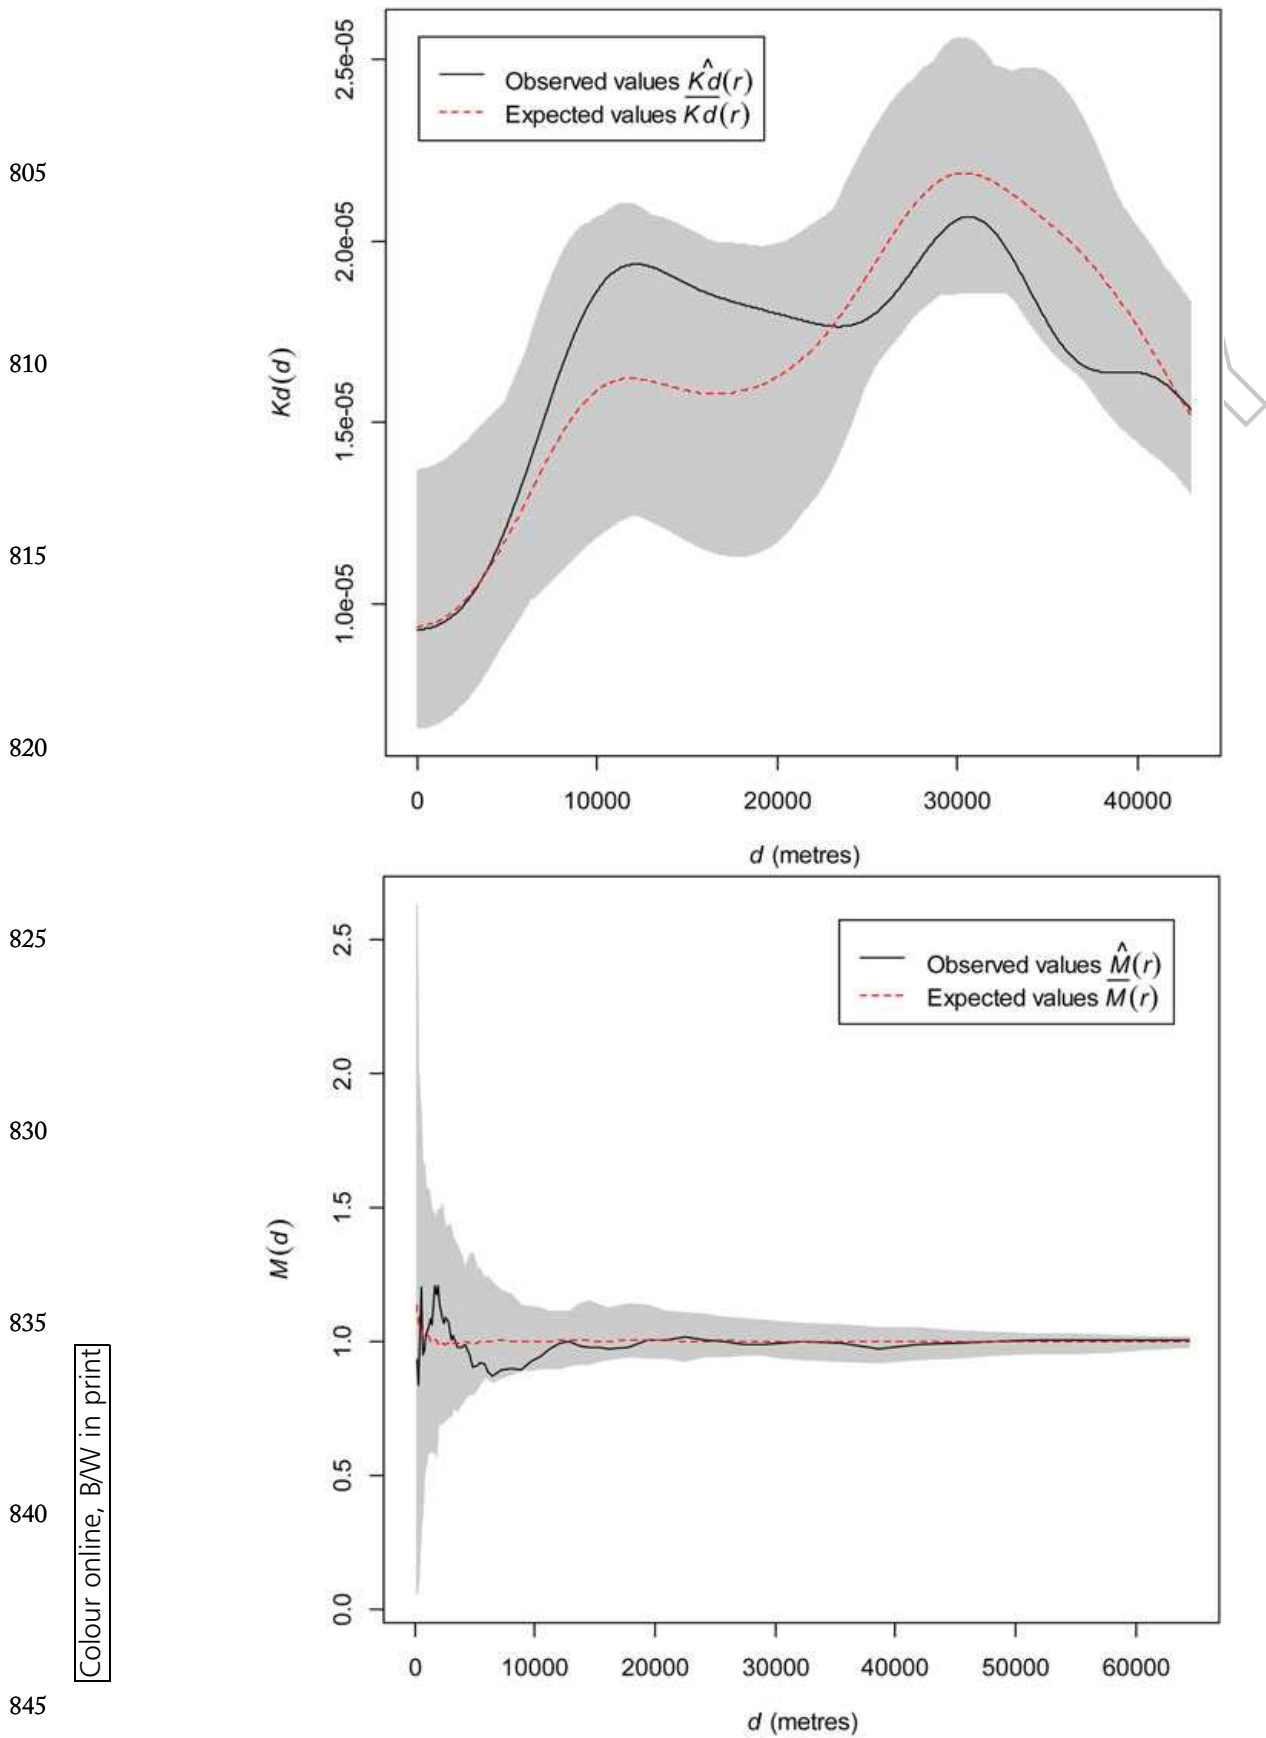 2.5e-05
2.0e-05
1.5e-05
1.0e-05
Kd(d)
Observed values K̂d(r)
Expected values K̅d̅(r)
0 10000 20000 30000 40000
d (metres)
805
810
815
820
2.5
2.0
1.5
1.0
0.5
0.0
M(d)
Observed values M̂(r)
Expected values M̅(r)
0 10000 20000 30000 40000 50000 60000
d (metres)
825
830
835
840
845
Colour online, B/W in print